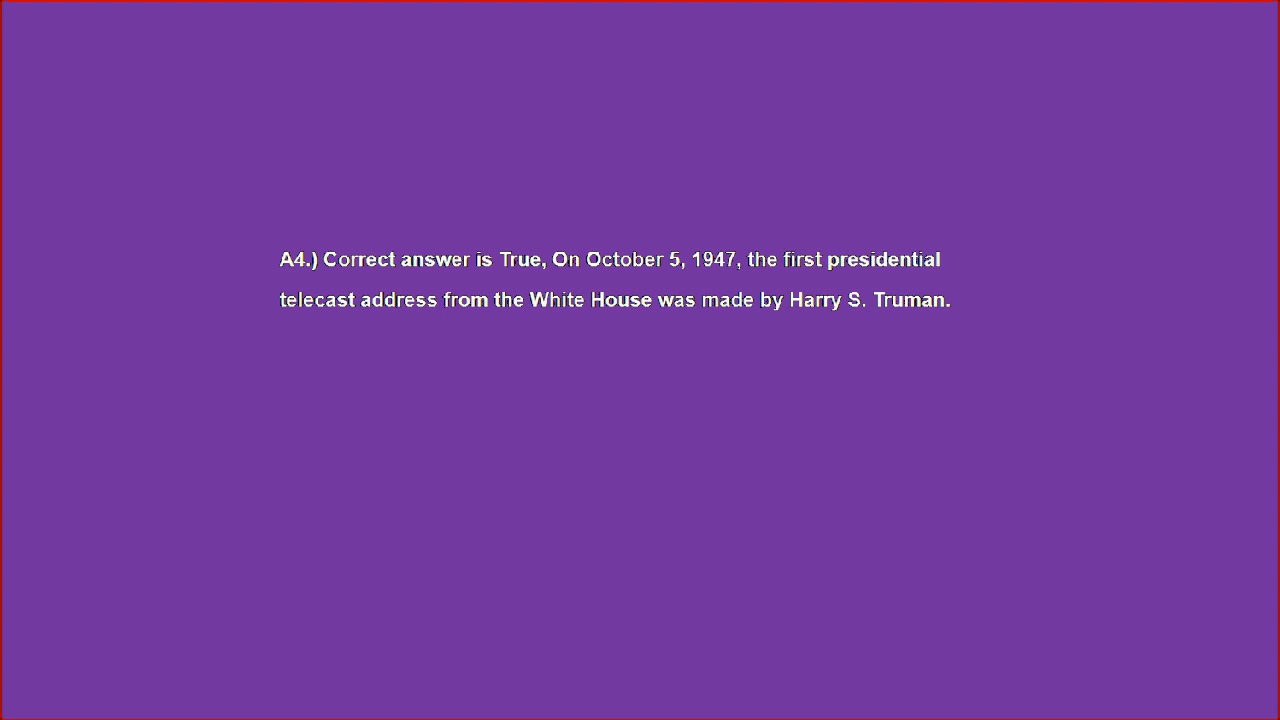 A4.) Correct answer is True, On October 5, 1947, the first presidential
telecast address from the White House was made by Harry S. Truman.